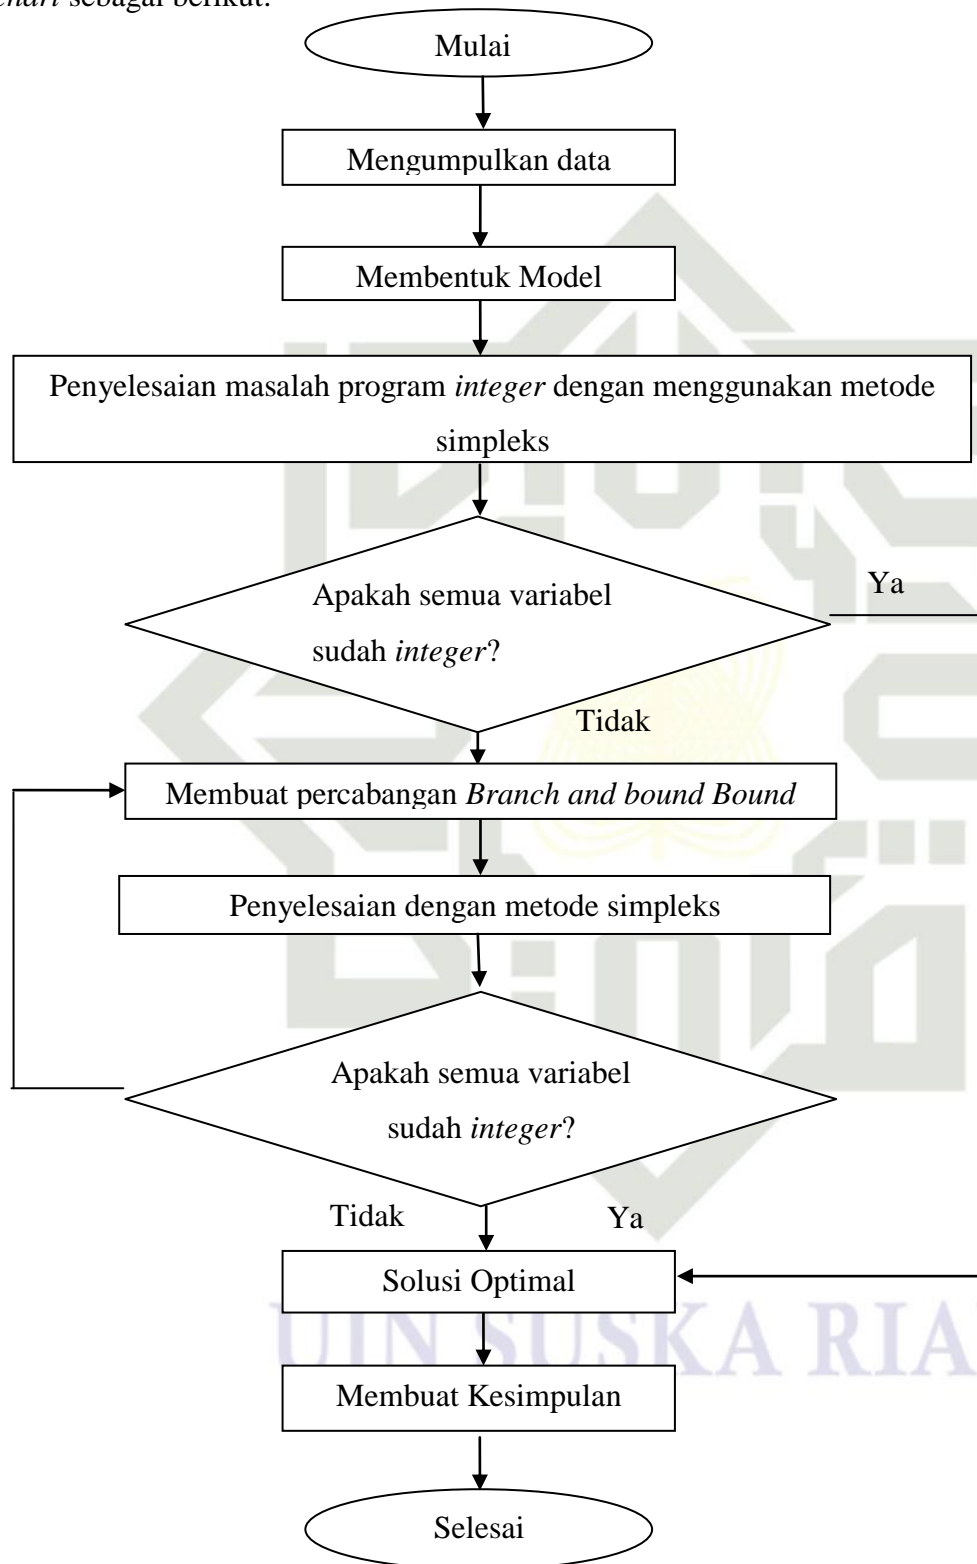 sebagai berikut:
Mulai
Mengumpulkan data
Membentuk Model
Penyelesaian masalah program integer dengan menggunakan metode
simpleks
Apakah semua variabel
sudah integer?
Ya
Tidak
Membuat percabangan Branch and bound Bound
Penyelesaian dengan metode simpleks
Apakah semua variabel
sudah integer?
Tidak
Ya
Solusi Optimal
UIN SUSKA RIA
Membuat Kesimpulan
Selesai